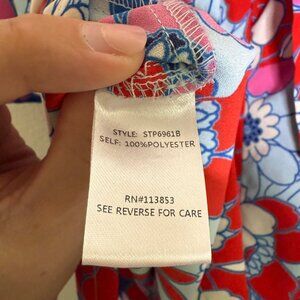 STYLE: STP6961B
SELF: 100%POLYESTER
RN#113853
SEE REVERSE FOR CARE